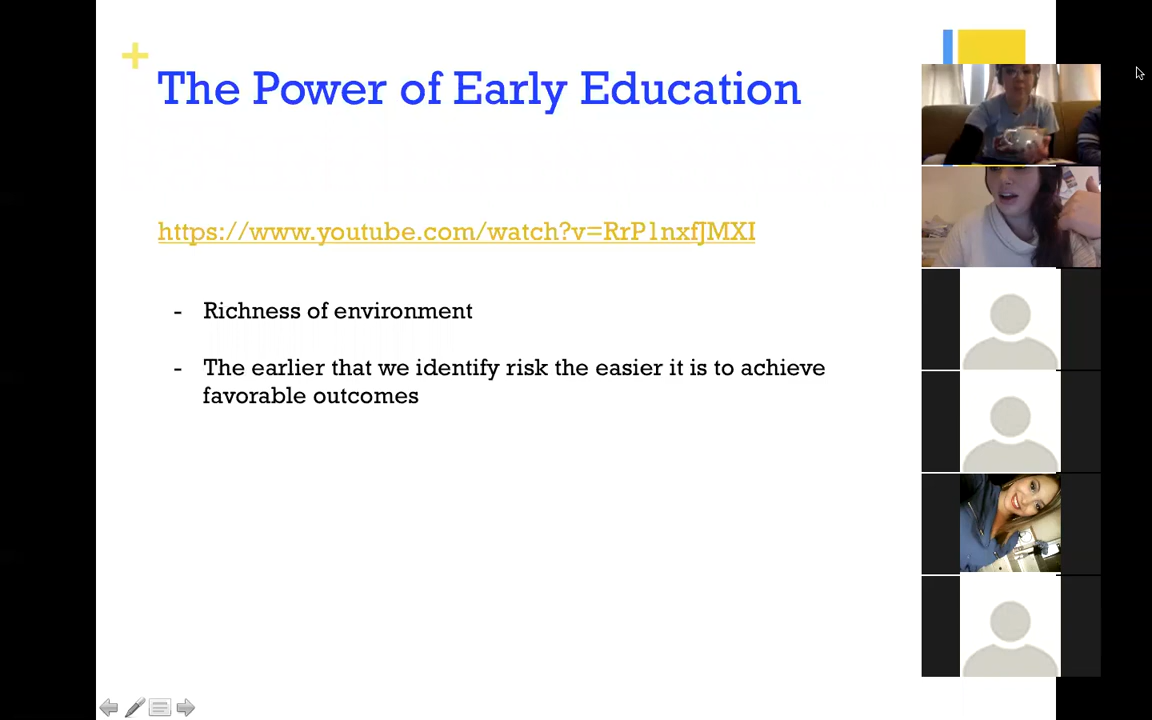 +
The Power of Early Education
https://www.youtube.com/watch?v=RrP1nxfJMXI
- Richness of environment
- The earlier that we identify risk the easier it is to achieve
favorable outcomes